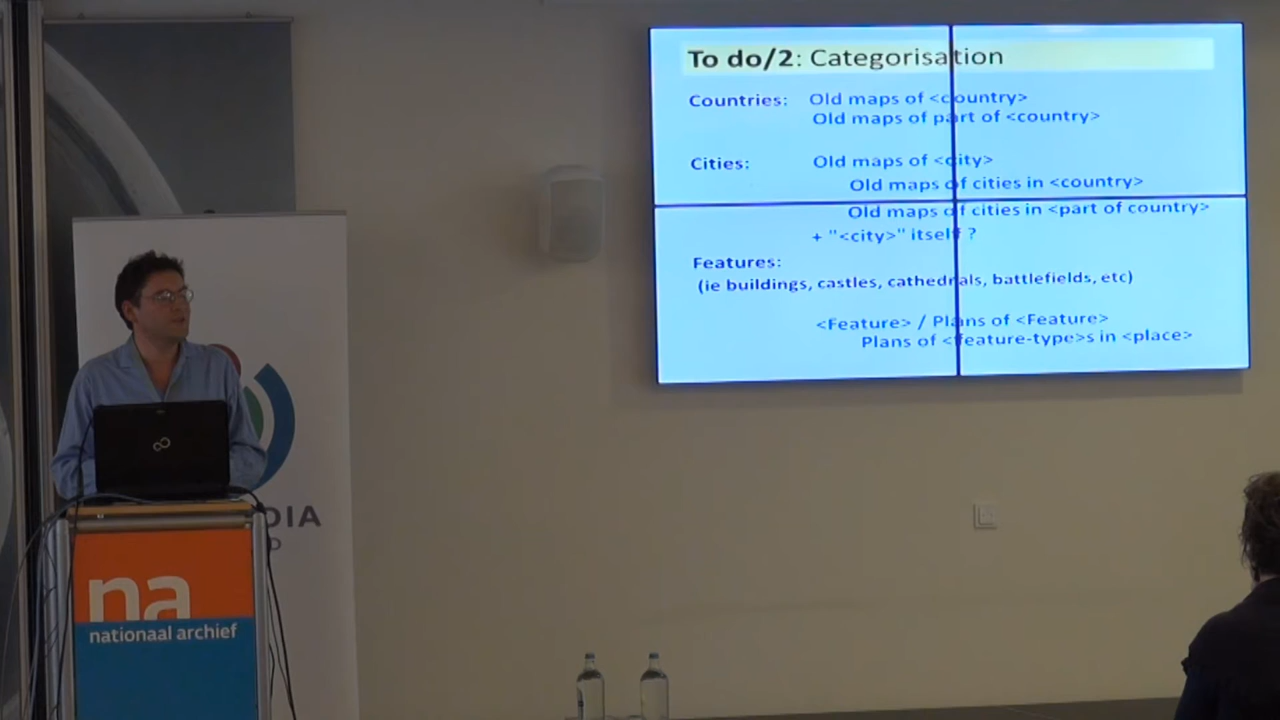 To do/2: Categorisation
Countries: Old maps of <country>
Old maps of part of <country>
Cities: Old maps of <city>
Old maps of cities in <country>
Old maps of cities in <part of country>
+ "<city>" itself ?
Features:
(ie buildings, castles, cathedrals, battlefields, etc)
<Feature> / Plans of <Feature>
Plans of <feature-type>s in <place>
DIA
D
na
nationaal archief